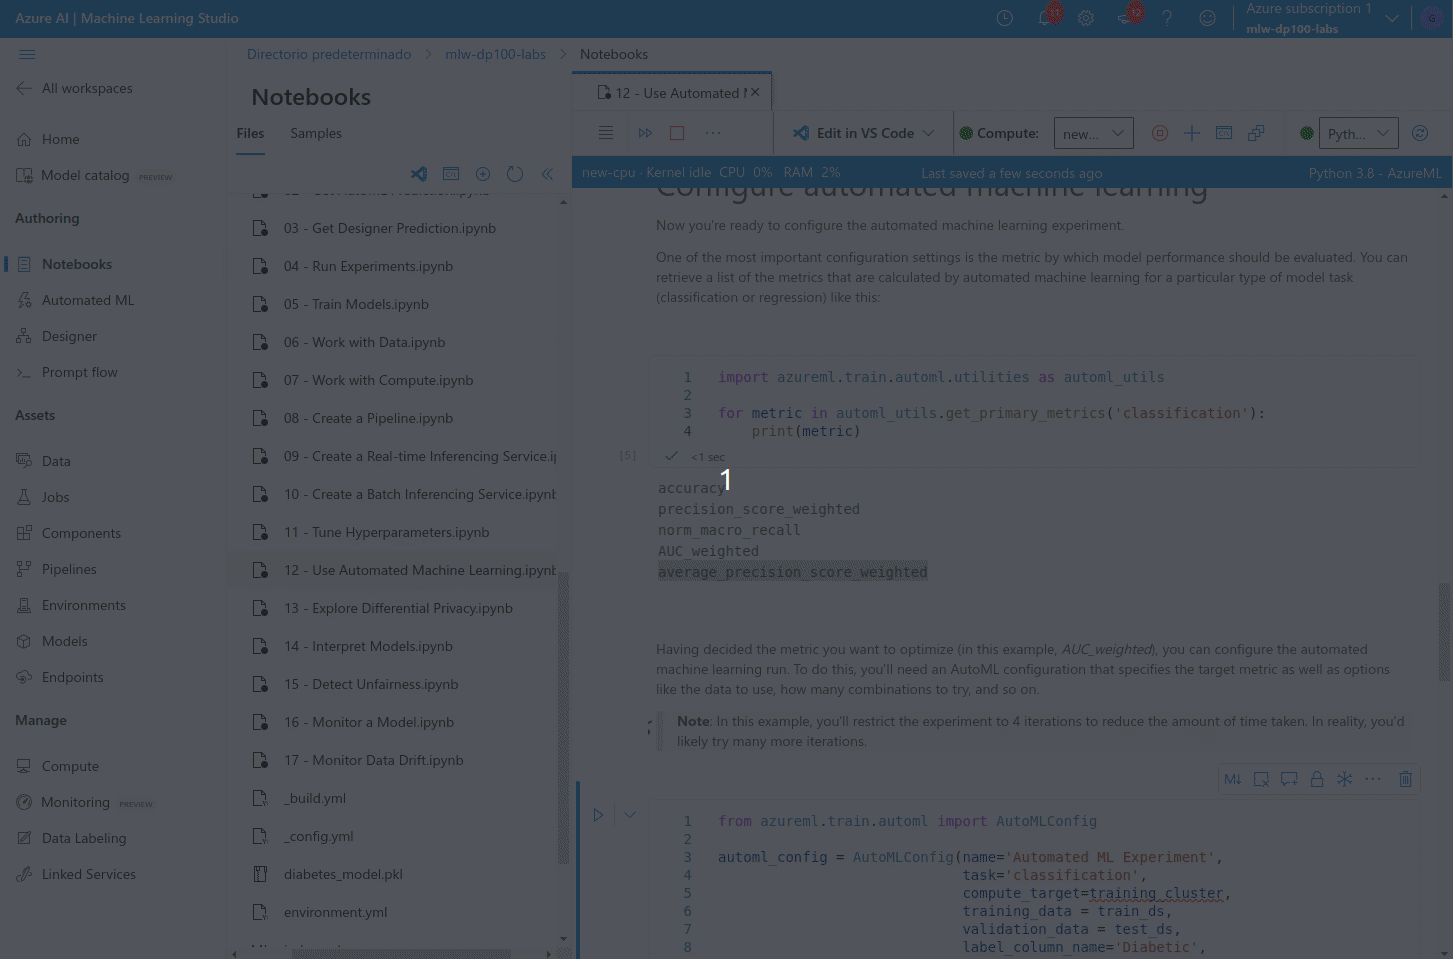 Azure AI | Machine Learning Studio
Azure subscription 1
mlw-dp100-labs
Directorio predeterminado > mlw-dp100-labs > Notebooks
All workspaces
Home
Model catalog PREVIEW
Authoring
Notebooks
Automated ML
Designer
Prompt flow
Assets
Data
Jobs
Components
Pipelines
Environments
Models
Endpoints
Manage
Compute
Monitoring PREVIEW
Data Labeling
Linked Services
Notebooks
Files Samples
03 - Get Designer Prediction.ipynb
04 - Run Experiments.ipynb
05 - Train Models.ipynb
06 - Work with Data.ipynb
07 - Work with Compute.ipynb
08 - Create a Pipeline.ipynb
09 - Create a Real-time Inferencing Service.ip
10 - Create a Batch Inferencing Service.ipynb
11 - Tune Hyperparameters.ipynb
12 - Use Automated Machine Learning.ipynb
13 - Explore Differential Privacy.ipynb
14 - Interpret Models.ipynb
15 - Detect Unfairness.ipynb
16 - Monitor a Model.ipynb
17 - Monitor Data Drift.ipynb
_build.yml
_config.yml
diabetes_model.pkl
environment.yml
12 - Use Automated
Edit in VS Code
Compute: new... Pyth...
new-cpu · Kernel idle CPU 0% RAM 2%
Last saved a few seconds ago
Python 3.8 - AzureML
Configure automated machine learning
Now you're ready to configure the automated machine learning experiment.
One of the most important configuration settings is the metric by which model performance should be evaluated. You can
retrieve a list of the metrics that are calculated by automated machine learning for a particular type of model task
(classification or regression) like this:
1 import azureml.train.automl.utilities as automl_utils
2
3 for metric in automl_utils.get_primary_metrics('classification'):
4 print(metric)
[5] <1 sec
1
accuracy
precision_score_weighted
norm_macro_recall
AUC_weighted
average_precision_score_weighted
Having decided the metric you want to optimize (in this example, AUC_weighted), you can configure the automated
machine learning run. To do this, you'll need an AutoML configuration that specifies the target metric as well as options
like the data to use, how many combinations to try, and so on.
Note: In this example, you'll restrict the experiment to 4 iterations to reduce the amount of time taken. In reality, you'd
likely try many more iterations.
M↓
1 from azureml.train.automl import AutoMLConfig
2
3 automl_config = AutoMLConfig(name='Automated ML Experiment',
4 task='classification',
5 compute_target=training_cluster,
6 training_data = train_ds,
7 validation_data = test_ds,
8 label_column_name='Diabetic',